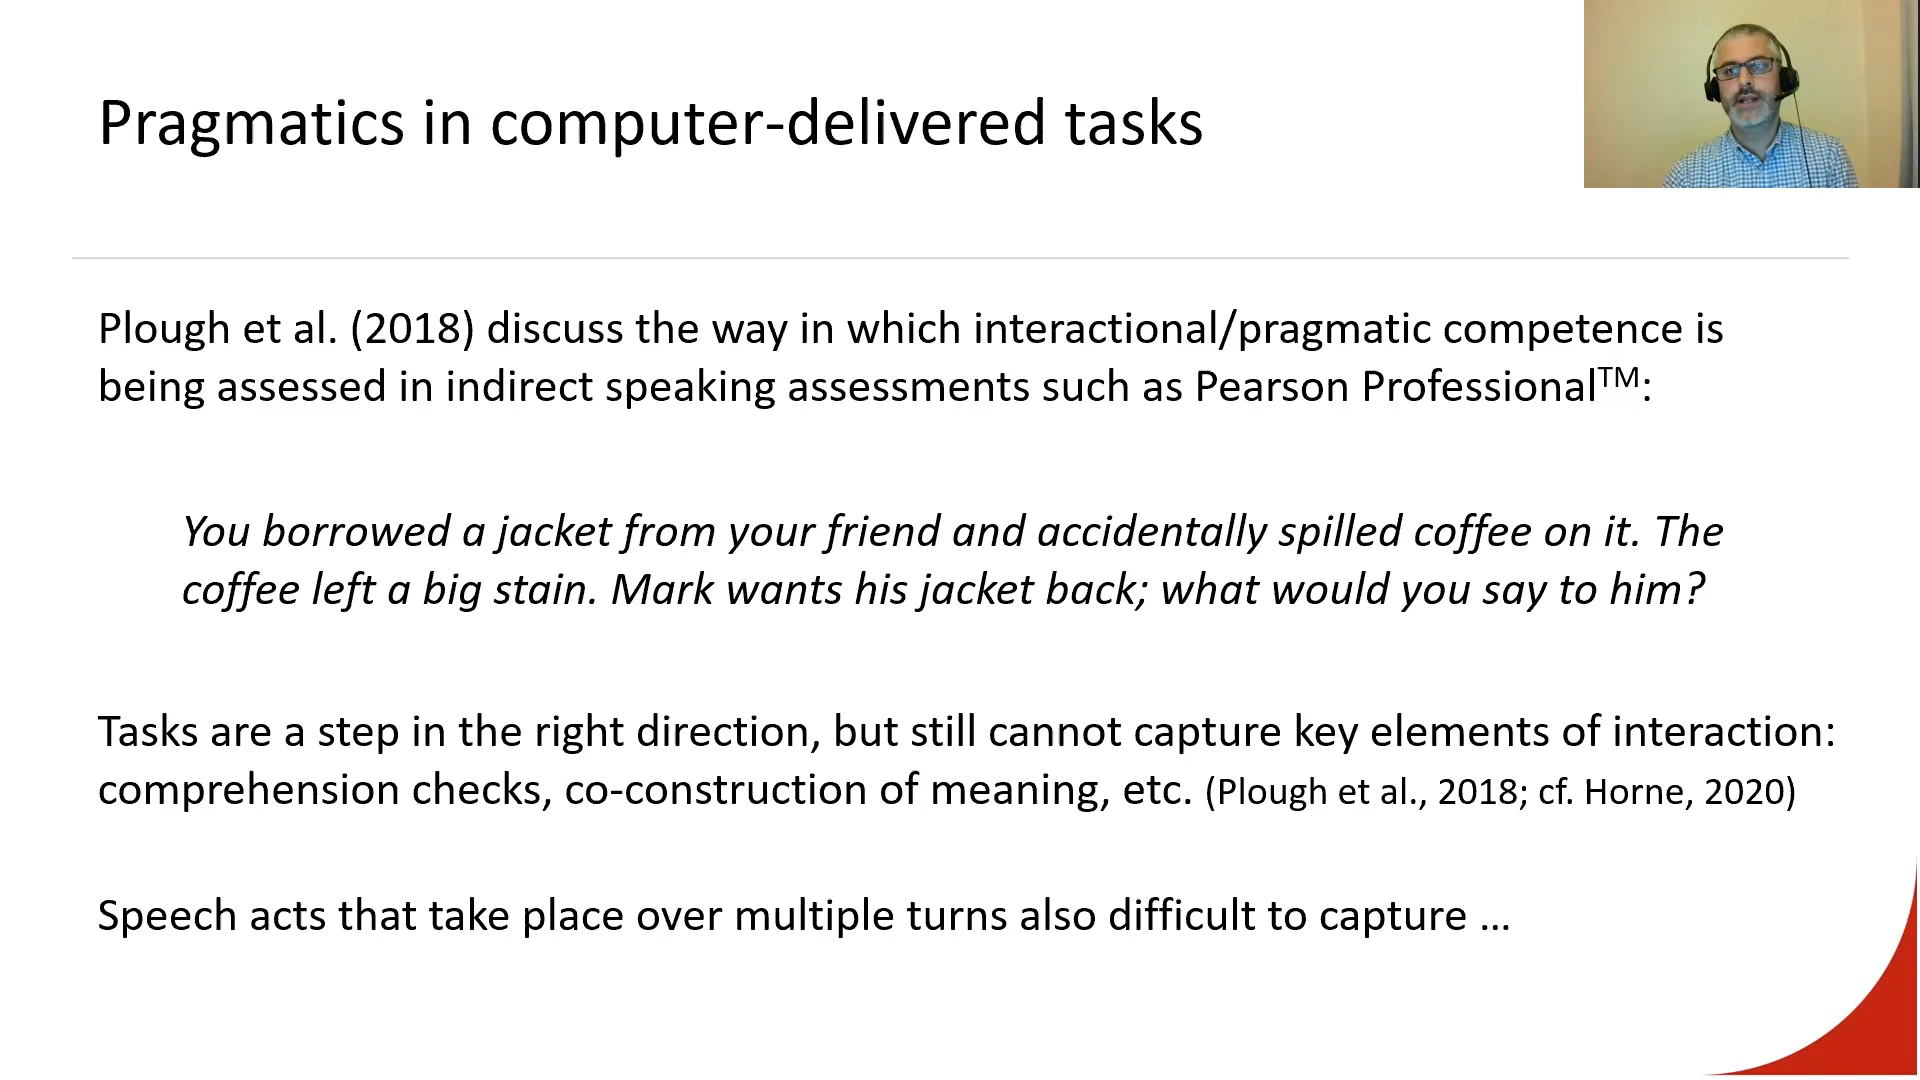 Pragmatics in computer-delivered tasks
Plough et al. (2018) discuss the way in which interactional/pragmatic competence is
being assessed in indirect speaking assessments such as Pearson Professional™:
You borrowed a jacket from your friend and accidentally spilled coffee on it. The
coffee left a big stain. Mark wants his jacket back; what would you say to him?
Tasks are a step in the right direction, but still cannot capture key elements of interaction:
comprehension checks, co-construction of meaning, etc. (Plough et al., 2018; cf. Horne, 2020)
Speech acts that take place over multiple turns also difficult to capture …